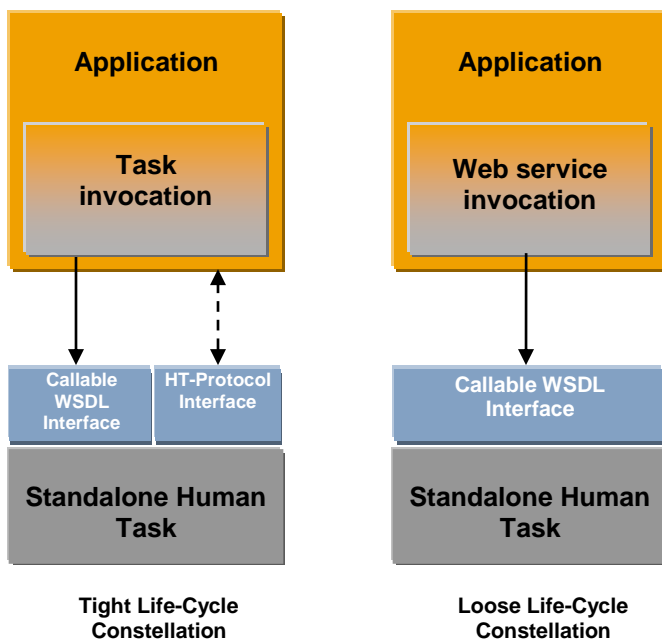 Application
Task
invocation
Callable
WSDL
Interface
HT-Protocol
Interface
Standalone Human
Task
Tight Life-Cycle
Constellation
Application
Web service
invocation
Callable WSDL
Interface
Standalone Human
Task
Loose Life-Cycle
Constellation